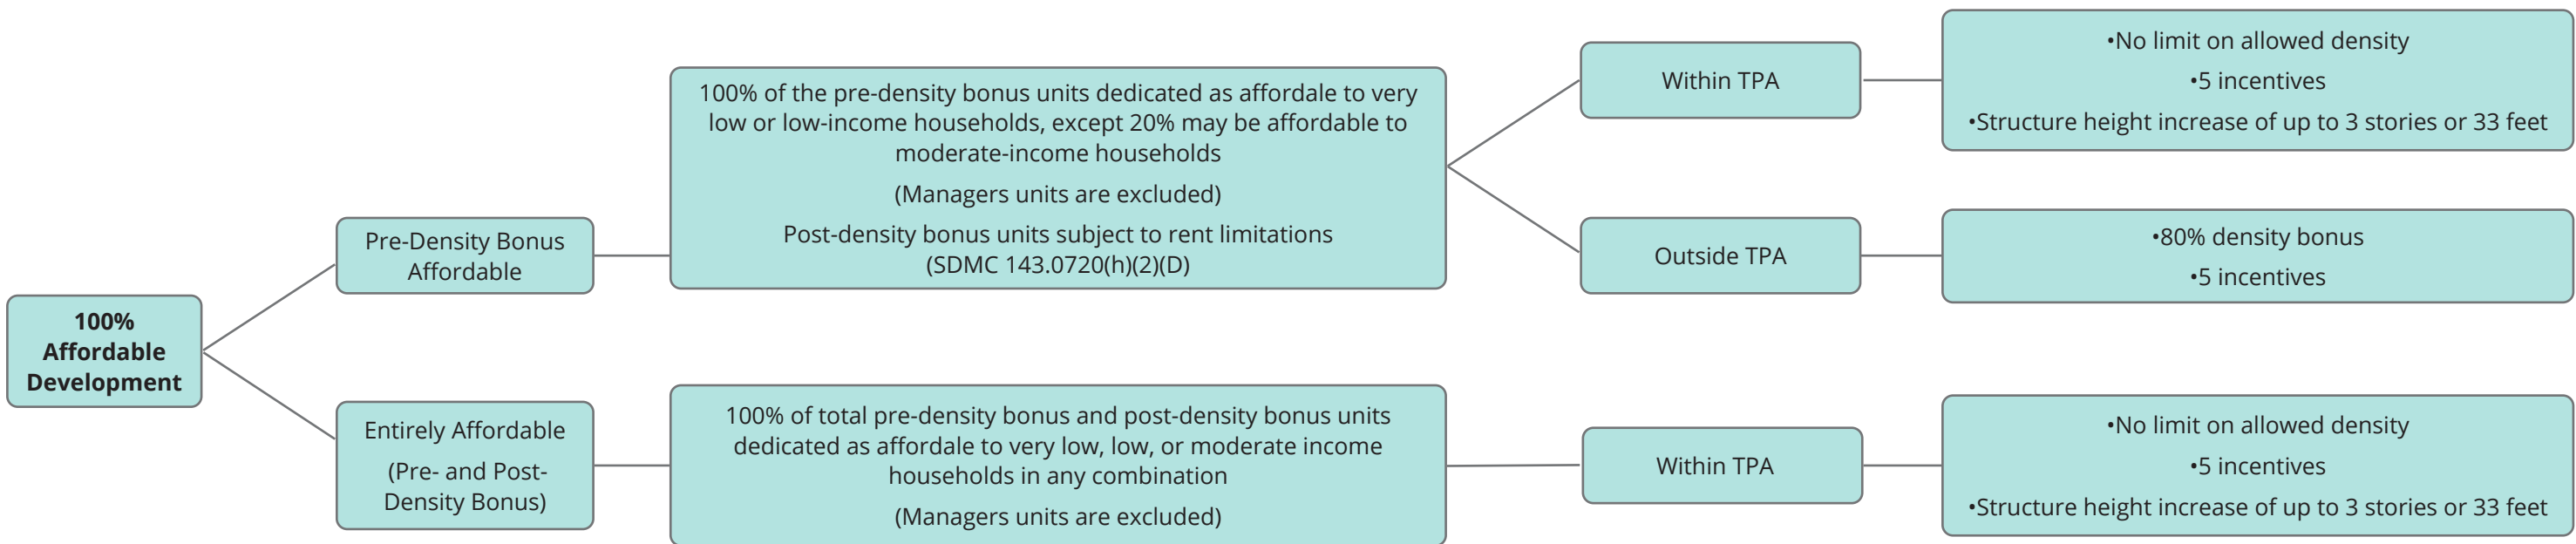 100%
Affordable
Development
Pre-Density Bonus
Affordable
100% of the pre-density bonus units dedicated as affordale to very
low or low-income households, except 20% may be affordable to
moderate-income households
(Managers units are excluded)
Post-density bonus units subject to rent limitations
(SDMC 143.0720(h)(2)(D)
Within TPA
•No limit on allowed density
•5 incentives
•Structure height increase of up to 3 stories or 33 feet
Outside TPA
•80% density bonus
•5 incentives
Entirely Affordable
(Pre- and Post-
Density Bonus)
100% of total pre-density bonus and post-density bonus units
dedicated as affordale to very low, low, or moderate income
households in any combination
(Managers units are excluded)
Within TPA
•No limit on allowed density
•5 incentives
•Structure height increase of up to 3 stories or 33 feet